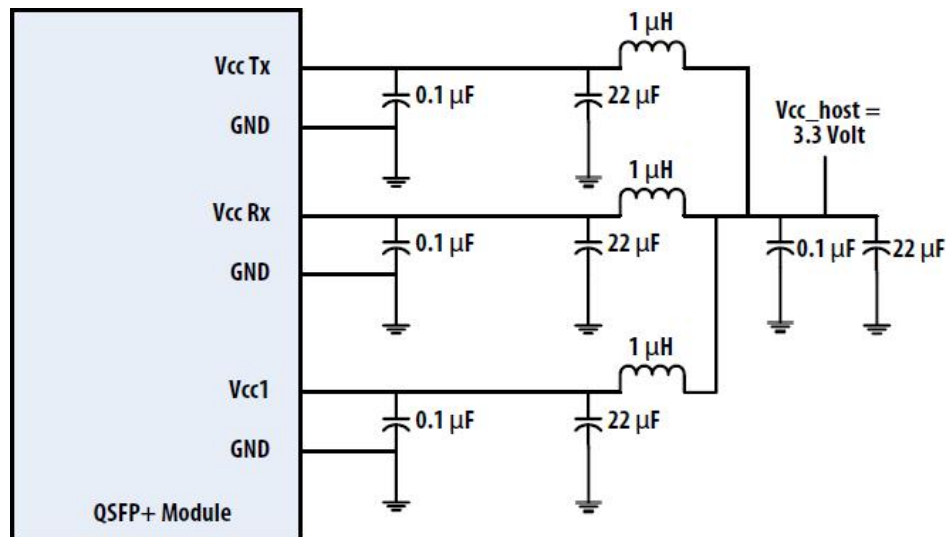 1 μH
Vcc Tx
0.1 μF
22 μF
GND
Vcc_host =
3.3 Volt
1 μH
Vcc Rx
0.1 μF
22 μF
0.1 μF
22 μF
GND
1 μH
Vcc1
0.1 μF
22 μF
GND
QSFP+ Module